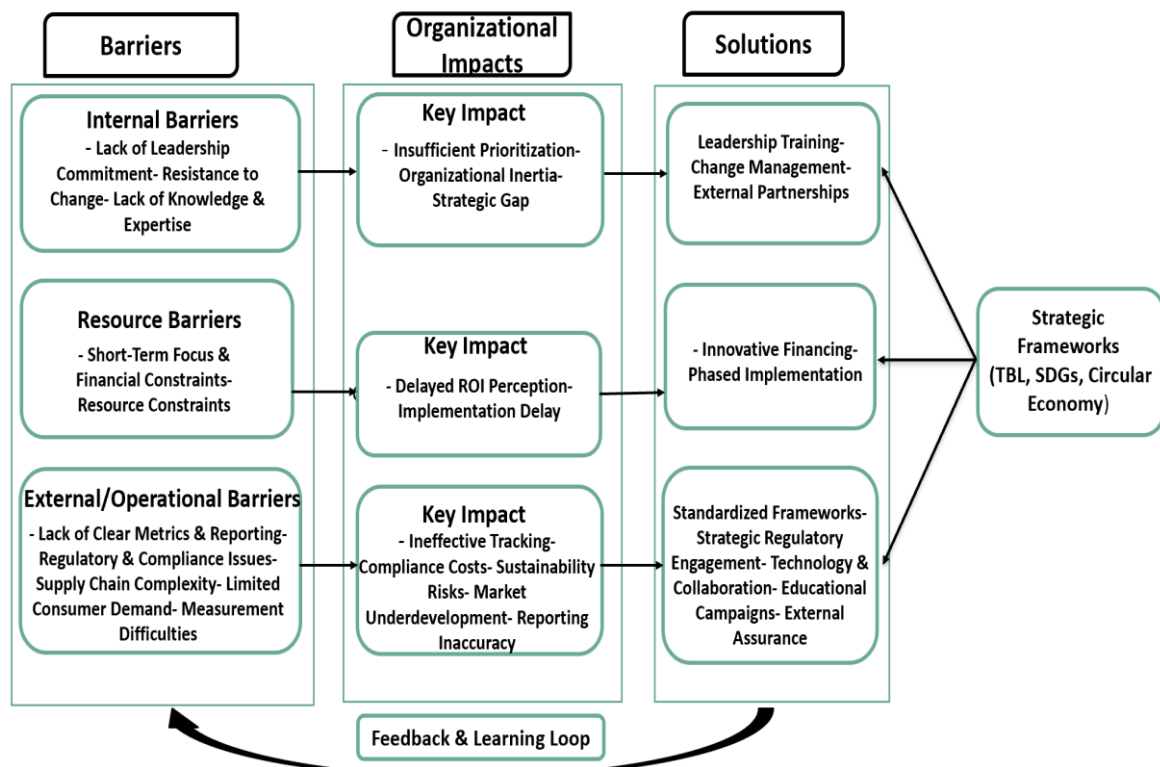 Barriers
Organizational
Impacts
Solutions
Internal Barriers
- Lack of Leadership
Commitment- Resistance to
Change- Lack of Knowledge &
Expertise
Key Impact
- Insufficient Prioritization-
Organizational Inertia-
Strategic Gap
Leadership Training-
Change Management-
External Partnerships
Resource Barriers
- Short-Term Focus &
Financial Constraints-
Resource Constraints
Key Impact
- Delayed ROI Perception-
Implementation Delay
- Innovative Financing-
Phased Implementation
Strategic
Frameworks
(TBL, SDGs, Circular
Economy)
External/Operational Barriers
- Lack of Clear Metrics & Reporting-
Regulatory & Compliance Issues-
Supply Chain Complexity- Limited
Consumer Demand- Measurement
Difficulties
Key Impact
- Ineffective Tracking-
Compliance Costs- Sustainability
Risks- Market
Underdevelopment- Reporting
Inaccuracy
Standardized Frameworks-
Strategic Regulatory
Engagement- Technology &
Collaboration- Educational
Campaigns- External
Assurance
Feedback & Learning Loop